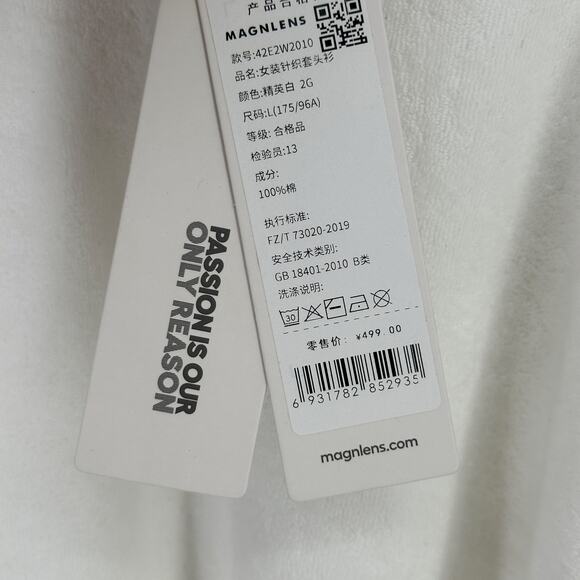 产品合格证
MAGNLENS
款号:42E2W2010
品名:女装针织套头衫
颜色:精英白 2G
尺码:L(175/96A)
等级: 合格品
检验员:13
成分:
100%棉
执行标准:
FZ/T 73020-2019
安全技术类别:
GB 18401-2010 B类
洗涤说明:
30
零售价: ¥499.00
6 931782 852935
magnlens.com
PASSION IS OUR
ONLY REASON